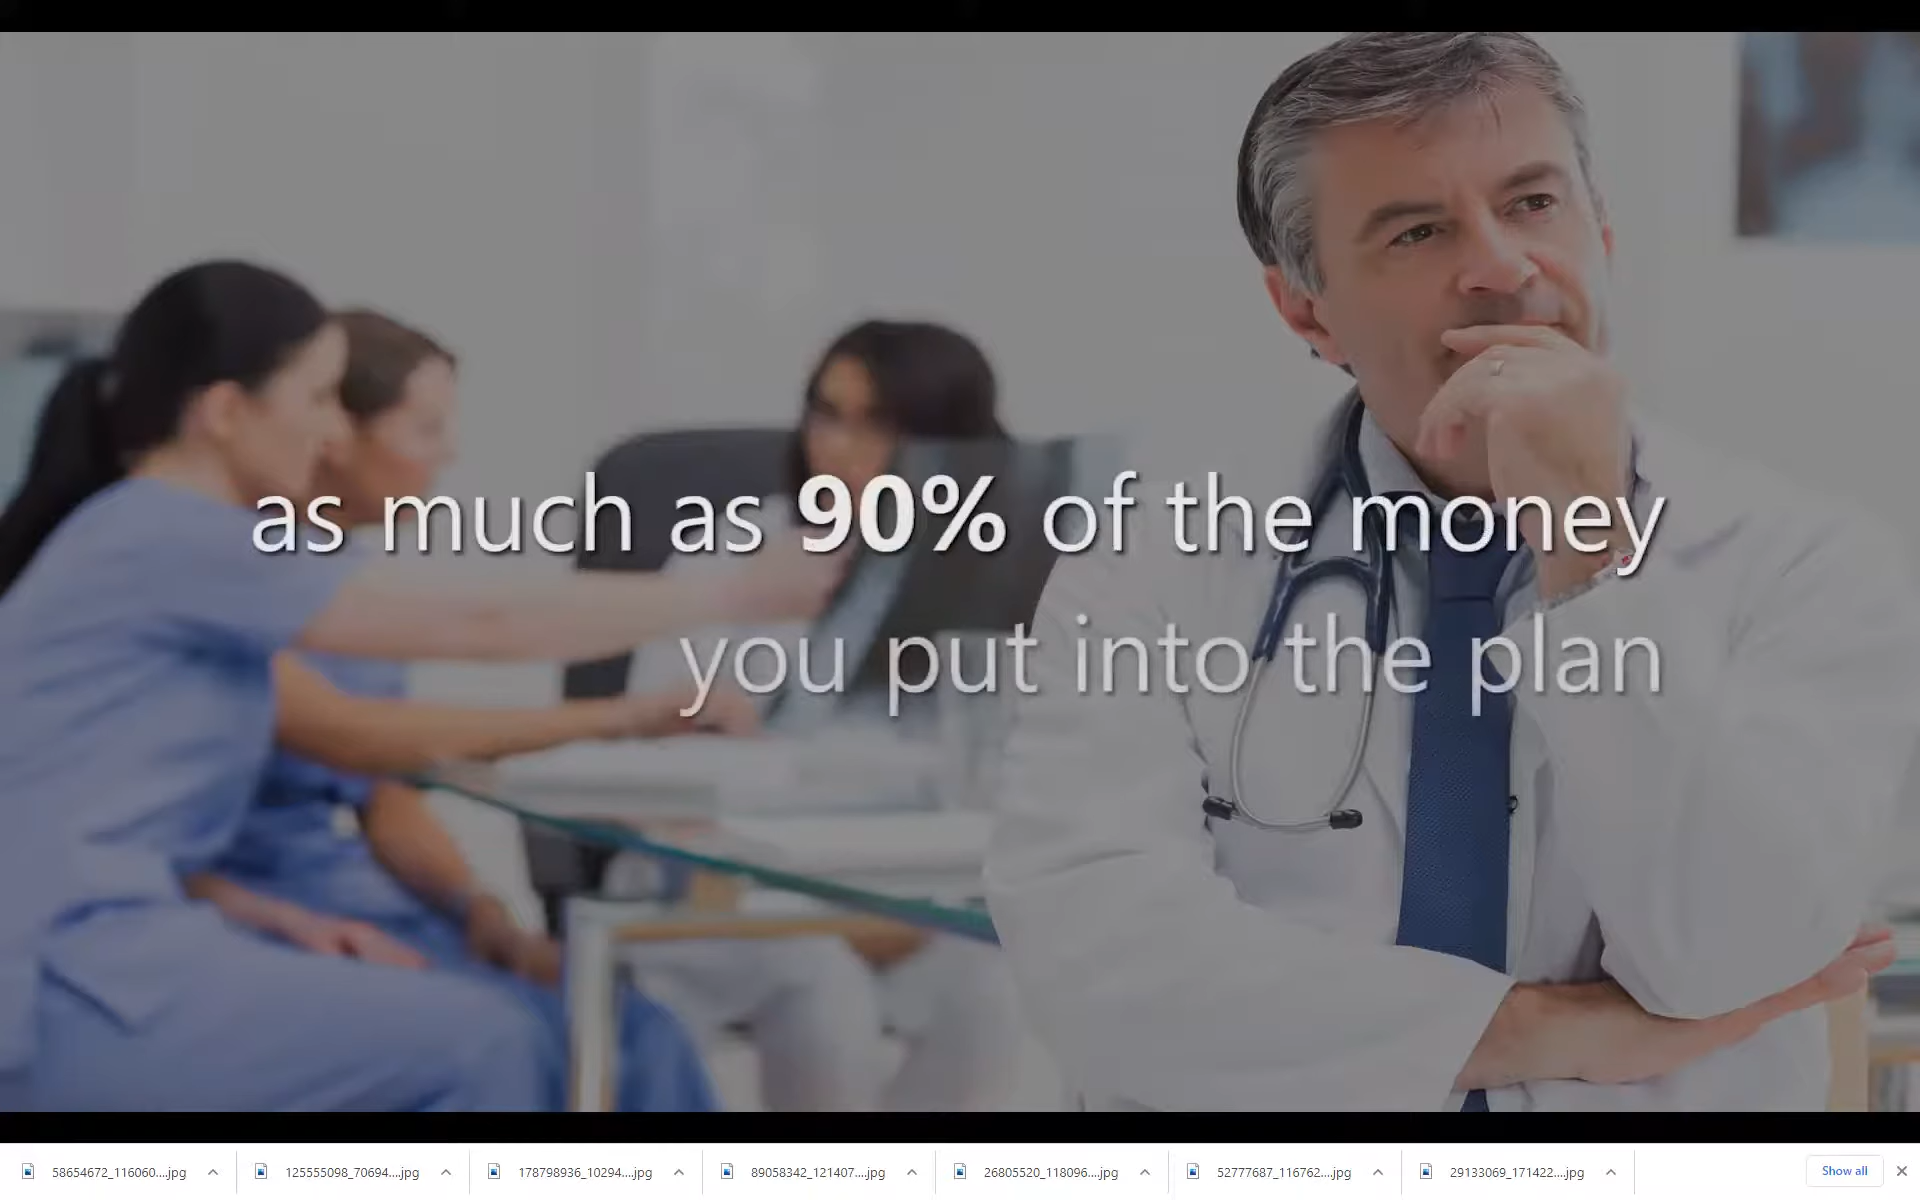 as much as 90% of the money
you put into the plan
58654672_116060....jpg
125555098_70694....jpg
178798936_10294....jpg
89058342_121407....jpg
26805520_118096....jpg
52777687_116762....jpg
29133069_171422....jpg
Show all